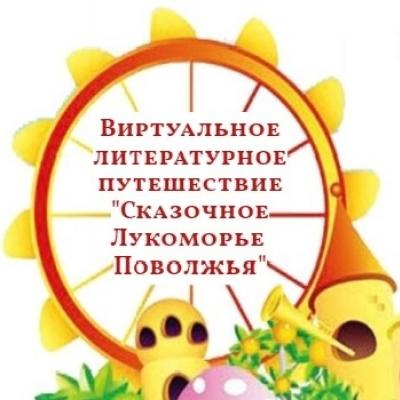 Виртуальное
литературное
путешествие
"Сказочное
Лукоморье
Поволжья"